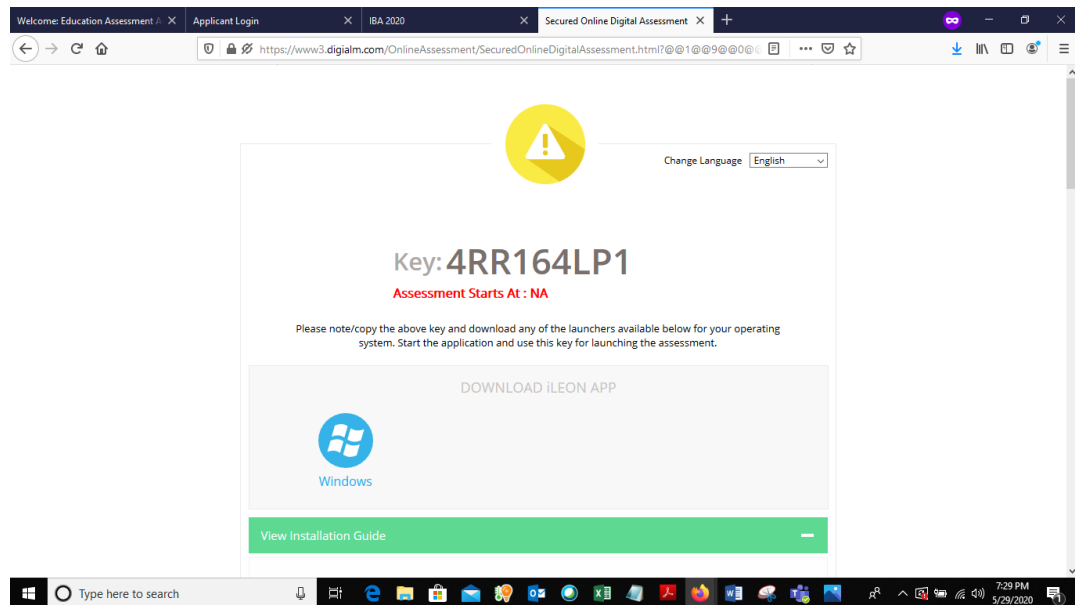 Welcome: Education Assessment A
Applicant Login
IBA 2020
Secured Online Digital Assessment
https://www3.digialm.com/OnlineAssessment/SecuredOnlineDigitalAssessment.html?@@1@@9@@0@
Change Language English
Key: 4RR164LP1
Assessment Starts At : NA
Please note/copy the above key and download any of the launchers available below for your operating
system. Start the application and use this key for launching the assessment.
DOWNLOAD iLEON APP
Windows
View Installation Guide
Type here to search
7:29 PM
5/29/2020